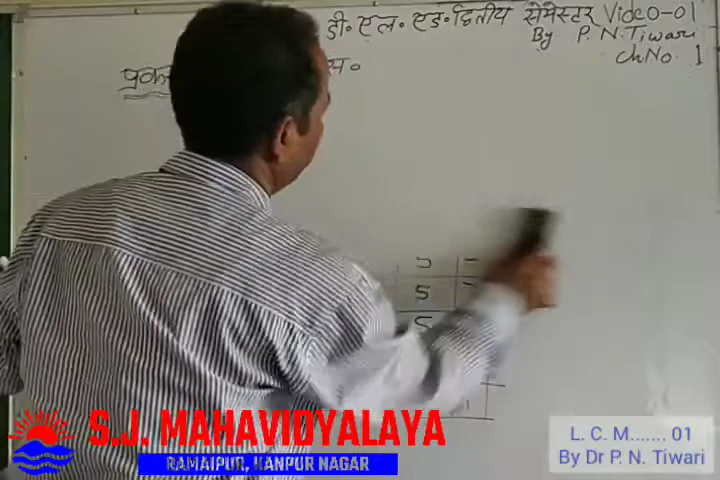 डी॰ एल॰ एड॰ द्वितीय सेमेस्टर Video-01
By P. N. Tiwari
Ch.No. 1
5
5
S.J. MAHAVIDYALAYA
RAMAIPUR, KANPUR NAGAR
L. C. M....... 01
By Dr P. N. Tiwari